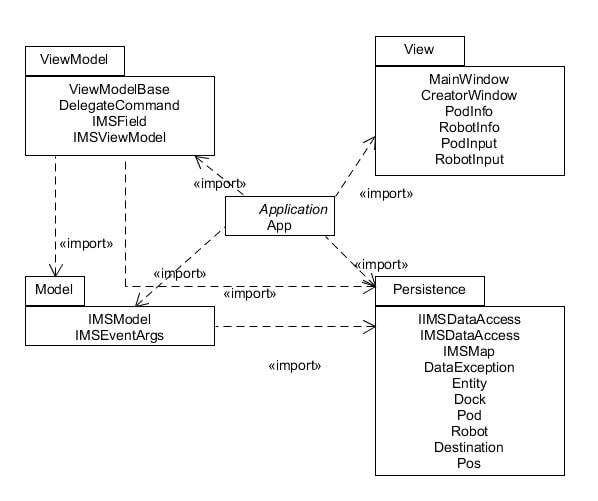 ViewModel
ViewModelBase
DelegateCommand
IMSField
IMSViewModel
View
MainWindow
CreatorWindow
PodInfo
RobotInfo
PodInput
RobotInput
«import»
«import»
Application
App
«import»
«import»
«import»
«import»
Model
IMSModel
IMSEventArgs
Persistence
IIMSDataAccess
IMSDataAccess
IMSMap
DataException
Entity
Dock
Pod
Robot
Destination
Pos
«import»